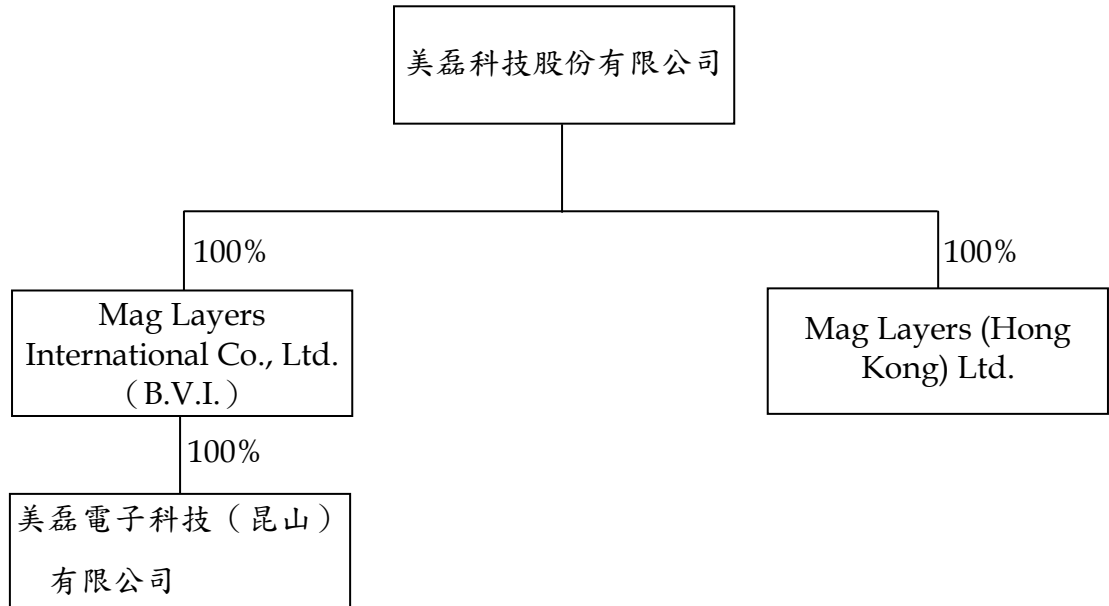 美磊科技股份有限公司
100%
100%
Mag Layers
International Co., Ltd.
（B.V.I.）
Mag Layers (Hong
Kong) Ltd.
100%
美磊電子科技（昆山）
有限公司